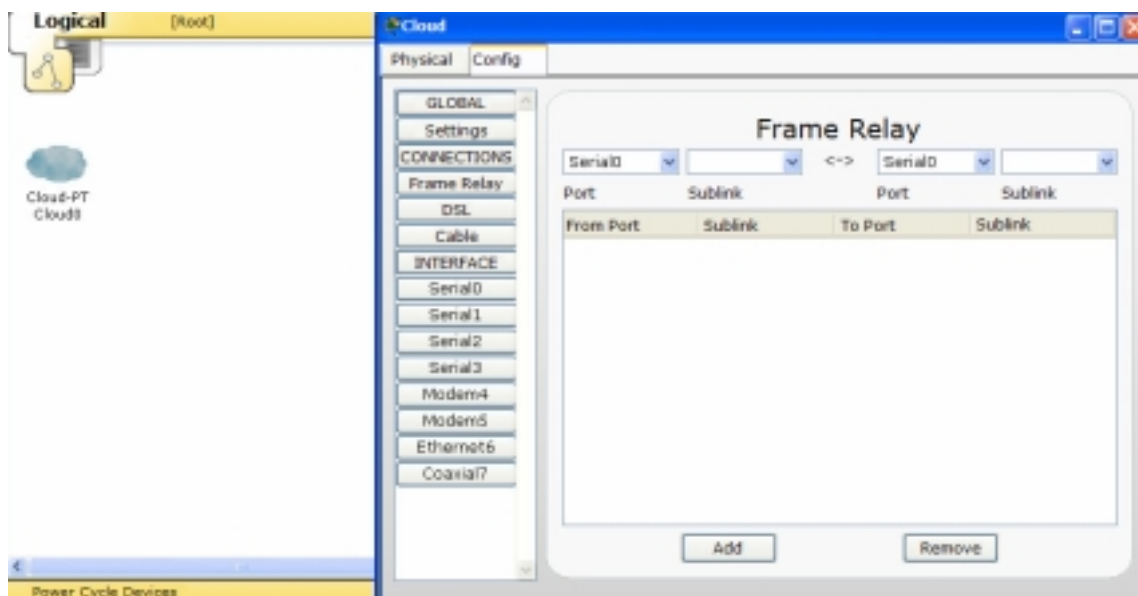 Logical [Root]
Cloud-PT
Cloud0
Power Cycle Devices
Cloud
Physical Config
GLOBAL
Settings
CONNECTIONS
Frame Relay
DSL
Cable
INTERFACE
Serial0
Serial1
Serial2
Serial3
Modem4
Modem5
Ethernet6
Coaxial7
Frame Relay
Serial0 <-> Serial0
Port Sublink Port Sublink
From Port Sublink To Port Sublink
Add Remove